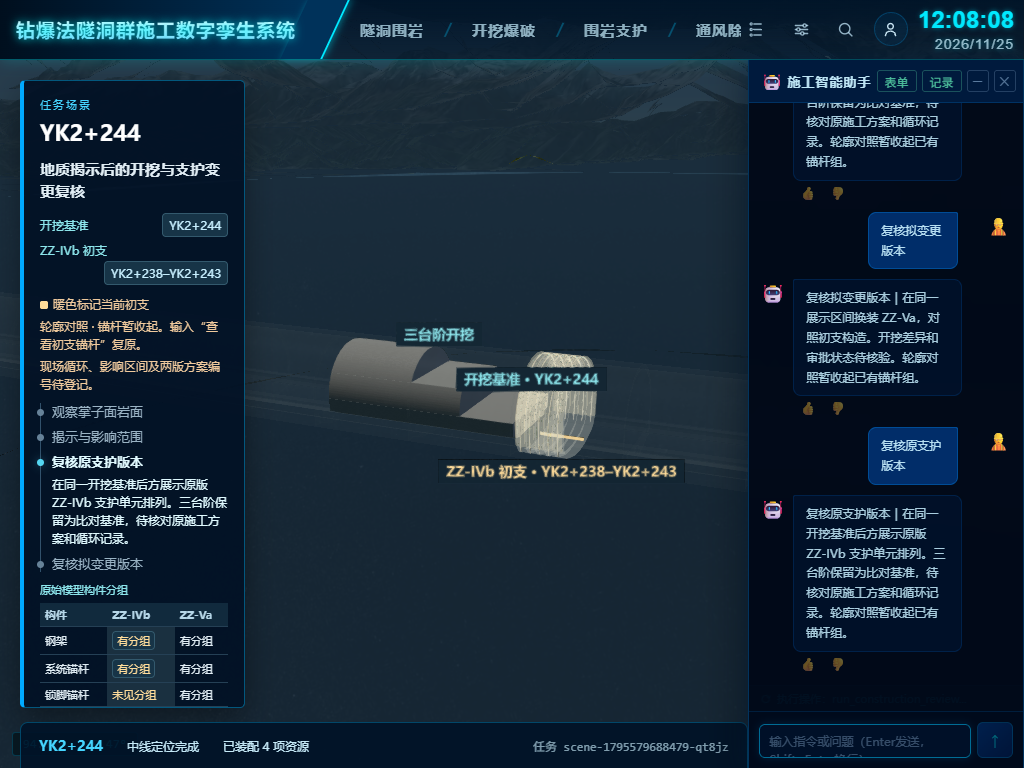 钻爆法隧洞群施工数字孪生系统
隧洞围岩 / 开挖爆破 / 围岩支护 / 通风除
12:08:08
2026/11/25
任务场景
YK2+244
地质揭示后的开挖与支护变
更复核
开挖基准 YK2+244
ZZ-IVb 初支
YK2+238—YK2+243
暖色标记当前初支
轮廓对照 · 锚杆暂收起。输入“查
看初支锚杆”复原。
现场循环、影响区间及两版方案编
号待登记。
观察掌子面岩面
揭示与影响范围
复核原支护版本
在同一开挖基准后方展示原版
ZZ-IVb 支护单元排列。三台阶保
留为比对基准，待核对原施工方
案和循环记录。
复核拟变更版本
原始模型构件分组
构件 ZZ-IVb ZZ-Va
钢架 有分组 有分组
系统锚杆 有分组 有分组
锁脚锚杆 未见分组 有分组
三台阶开挖
开挖基准 • YK2+244
ZZ-IVb 初支 • YK2+238—YK2+243
YK2+244 中线定位完成 已装配 4 项资源 任务 scene-1795579688479-qt8jz
施工智能助手 表单 记录
台阶保留为比对基准，待
核对原施工方案和循环记
录。轮廓对照暂收起已有
锚杆组。
复核拟变更
版本
复核拟变更版本 | 在同一
展示区间换装 ZZ-Va，对
照初支构造。开挖差异和
审批状态待核验。轮廓对
照暂收起已有锚杆组。
复核原支护
版本
复核原支护版本 | 在同一
开挖基准后方展示原版
ZZ-IVb 支护单元排列。三
台阶保留为比对基准，待
核对原施工方案和循环记
录。轮廓对照暂收起已有
锚杆组。
输入指令或问题（Enter发送，